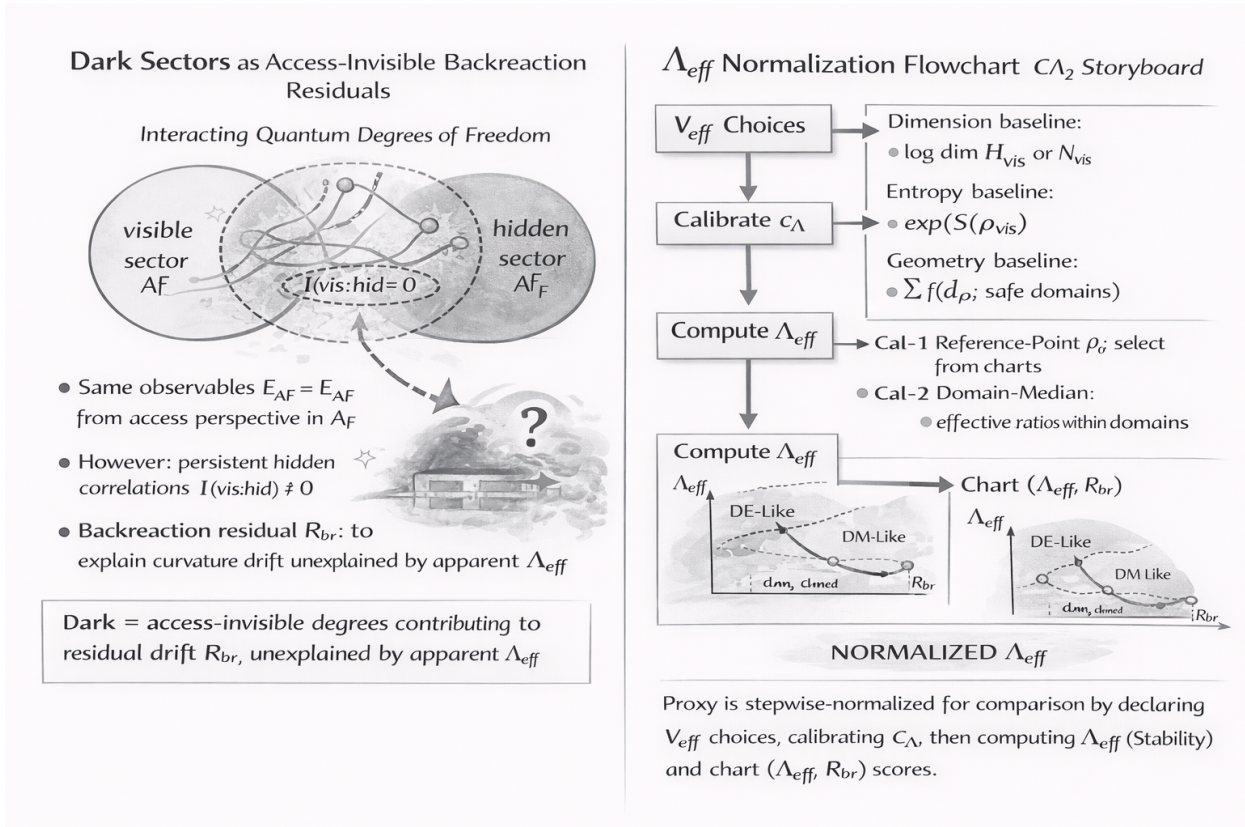 Dark Sectors as Access-Invisible Backreaction
Residuals
Interacting Quantum Degrees of Freedom
visible
sector
AF
hidden
sector
AF_F
I(vis:hid= 0
?
Same observables E_AF = E_AF
from access perspective in A_F
However: persistent hidden
correlations I(vis:hid) ≠ 0
Backreaction residual R_br: to
explain curvature drift unexplained by apparent Λ_eff
Dark = access-invisible degrees contributing to
residual drift R_br, unexplained by apparent Λ_eff
Λ_eff Normalization Flowchart CΛ_2 Storyboard
V_eff Choices
Dimension baseline:
log dim H_vis or N_vis
Calibrate c_Λ
Entropy baseline:
exp(S(ρ_vis)
Geometry baseline:
∑ f(d_ρ; safe domains)
Compute Λ_eff
Cal-1 Reference-Point ρ_σ; select
from charts
Cal-2 Domain-Median:
effective ratios within domains
Compute Λ_eff
Λ_eff
DE-Like
DM-Like
R_br
Chart (Λ_eff, R_br)
Λ_eff
DE-Like
DM Like
R_br
NORMALIZED Λ_eff
Proxy is stepwise-normalized for comparison by declaring
V_eff choices, calibrating c_Λ, then computing Λ_eff (Stability)
and chart (Λ_eff, R_br) scores.